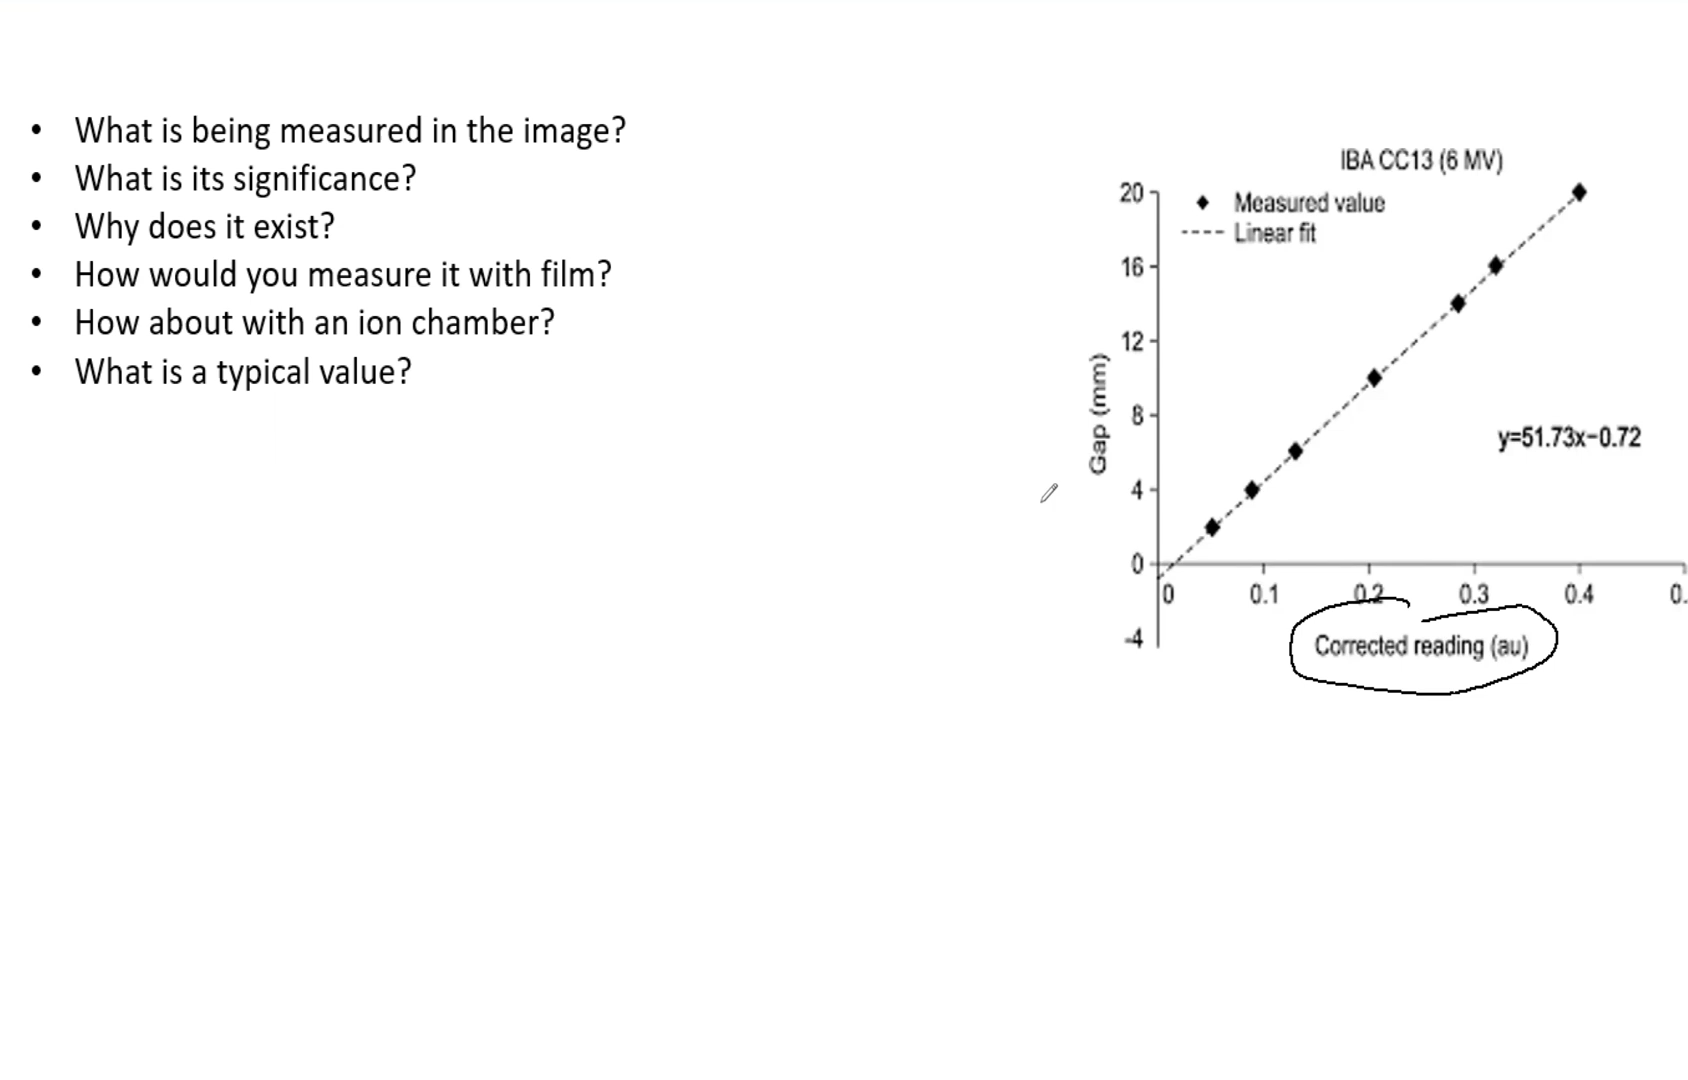 • What is being measured in the image?
• What is its significance?
• Why does it exist?
• How would you measure it with film?
• How about with an ion chamber?
• What is a typical value?
IBA CC13 (6 MV)
Measured value
Linear fit
20
16
12
8
4
0
-4
Gap (mm)
y=51.73x−0.72
0 0.1 0.2 0.3 0.4 0.
Corrected reading (au)